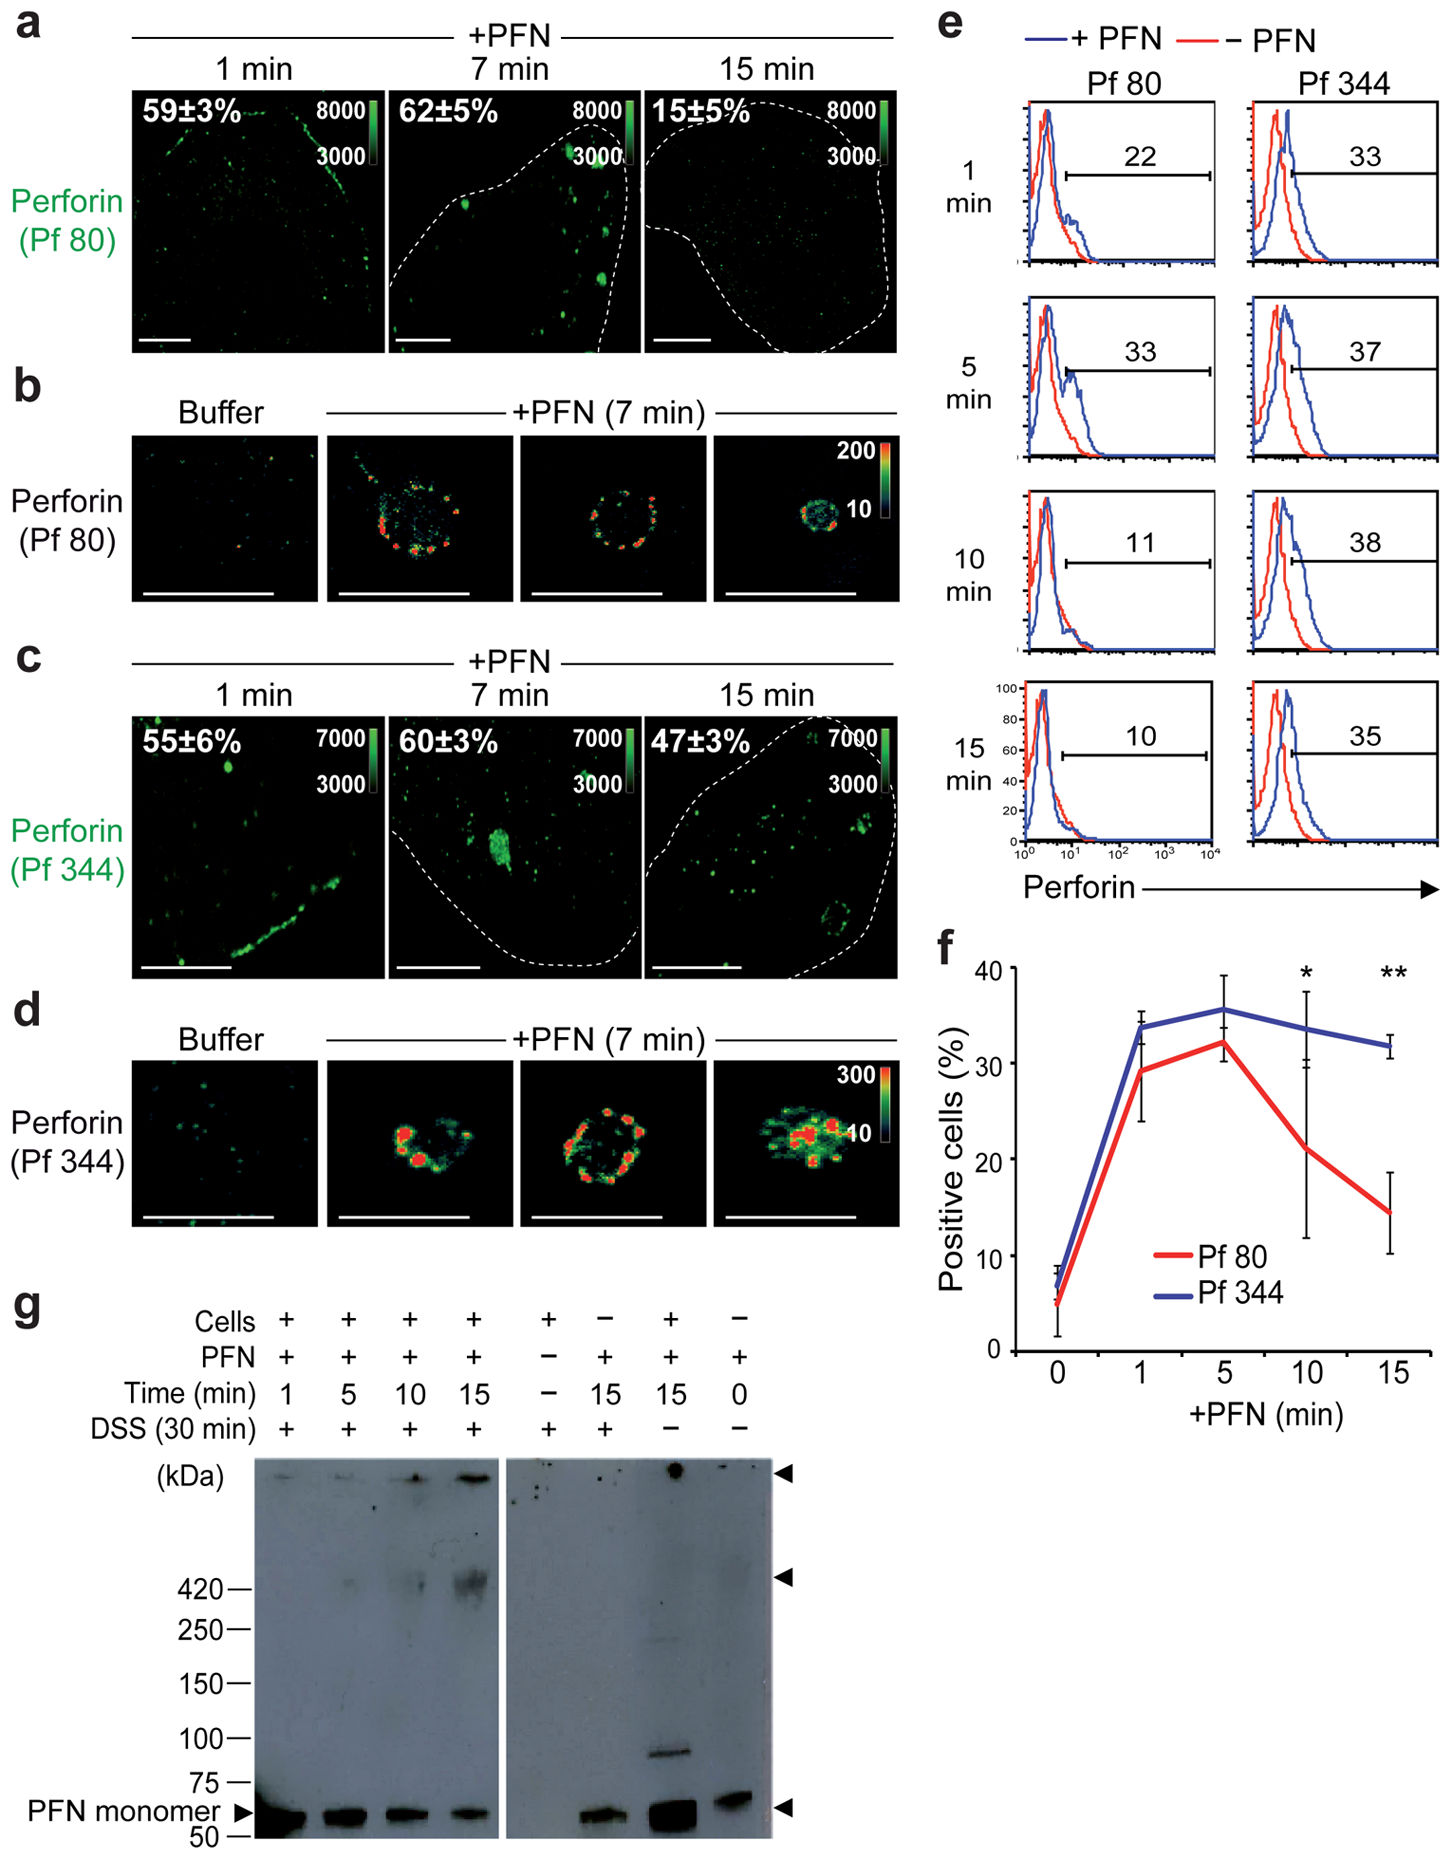 a
+PFN
1 min 7 min 15 min
59±3% 8000 3000 62±5% 8000 3000 15±5% 8000 3000
Perforin
(Pf 80)
b
Buffer +PFN (7 min)
Perforin
(Pf 80)
200
10
c
+PFN
1 min 7 min 15 min
55±6% 7000 3000 60±3% 7000 3000 47±3% 7000 3000
Perforin
(Pf 344)
d
Buffer +PFN (7 min)
Perforin
(Pf 344)
300
10
e
+ PFN − PFN
Pf 80 Pf 344
1
min
22 33
5
min
33 37
10
min
11 38
15
min
10 35
100
80
60
40
20
0
10⁰ 10¹ 10² 10³ 10⁴
Perforin
f
Positive cells (%)
40
30
20
10
0
* **
Pf 80
Pf 344
0 1 5 10 15
+PFN (min)
g
Cells + + + + + − + −
PFN + + + + − + + +
Time (min) 1 5 10 15 − 15 15 0
DSS (30 min) + + + + + + − −
(kDa)
420
250
150
100
75
PFN monomer
50